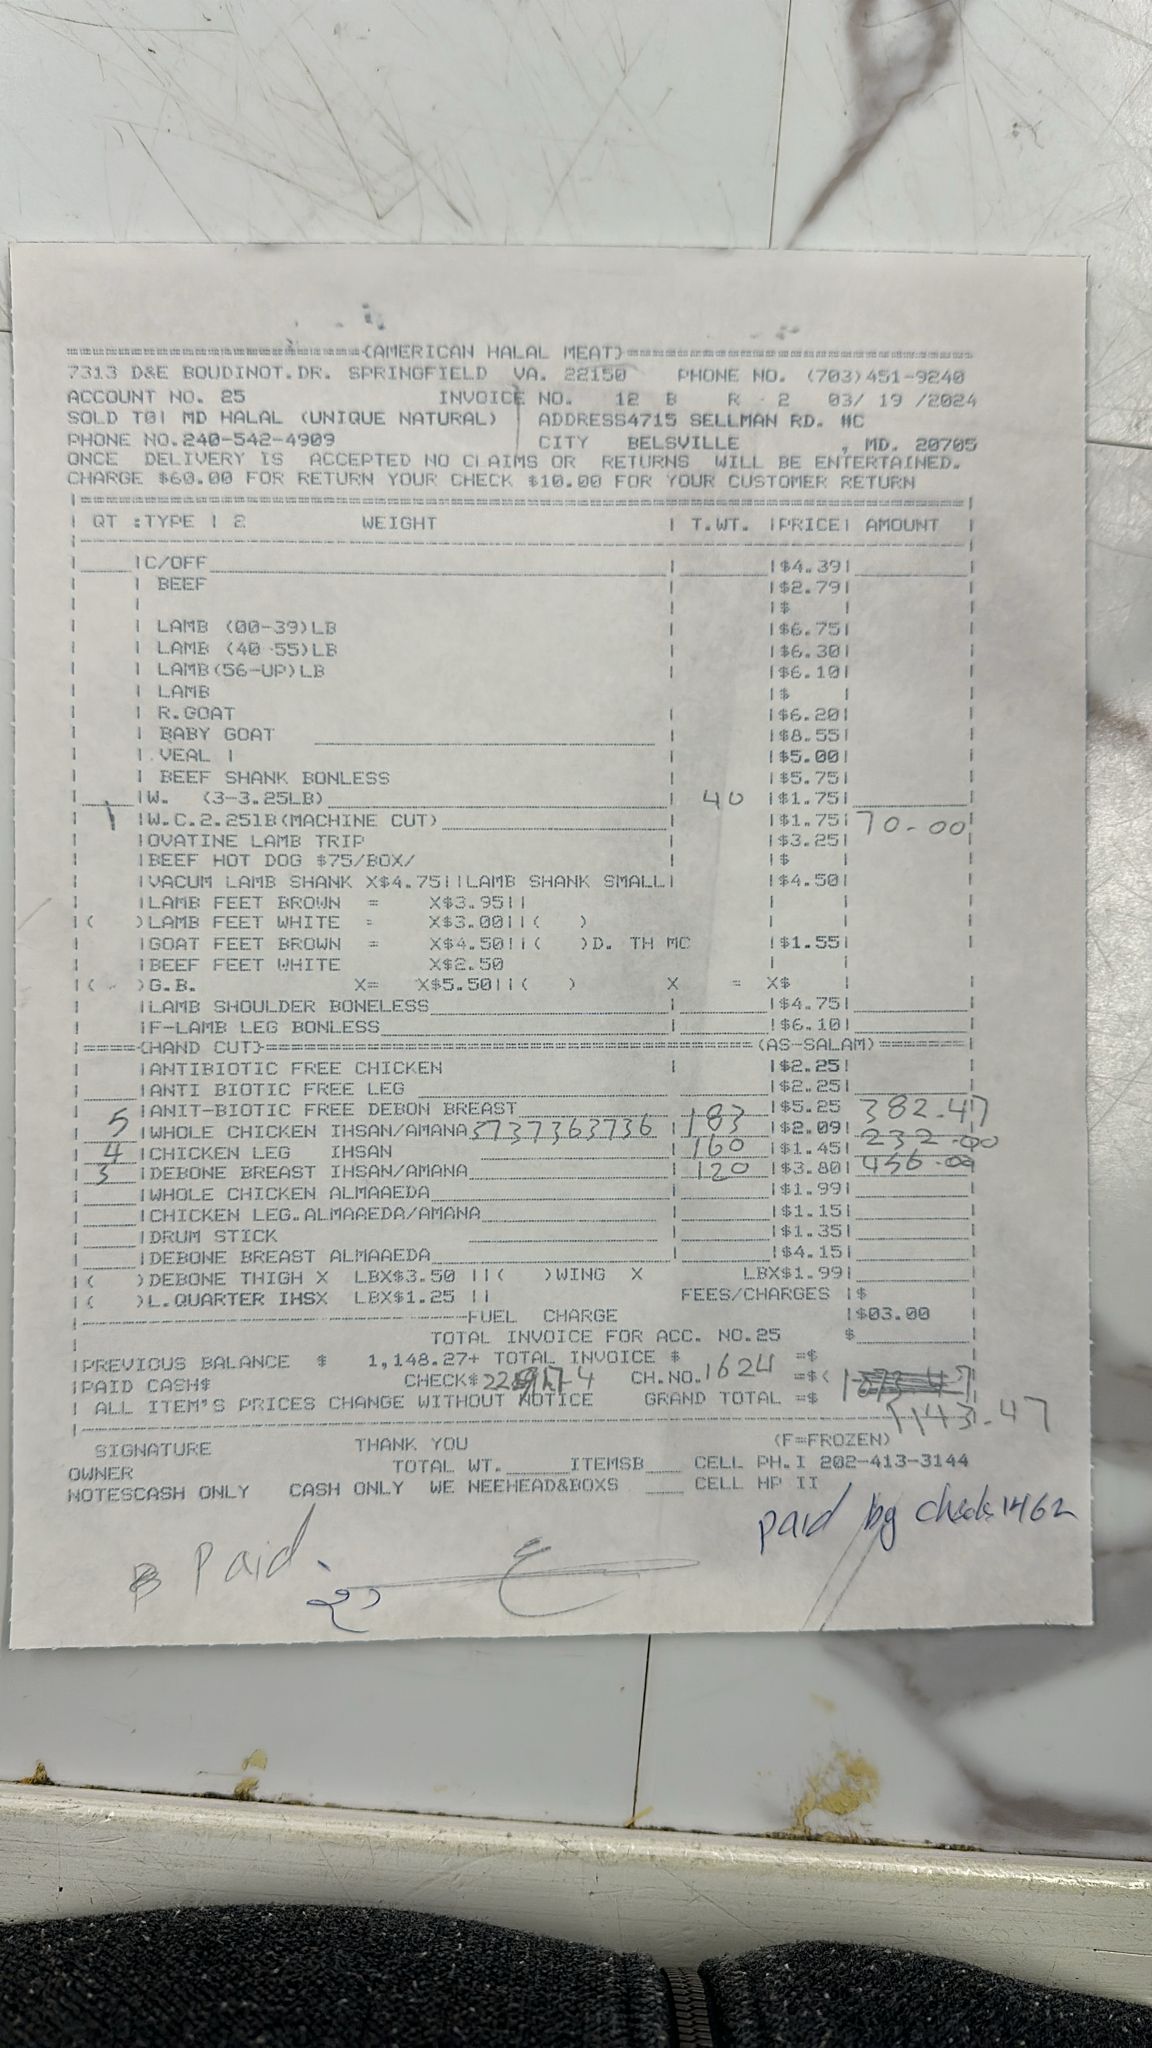 (AMERICAN HALAL MEAT)
7313 D&E BOUDINOT.DR. SPRINGFIELD VA. 22150 PHONE NO. (703)451-9240
ACCOUNT NO. 25 INVOICE NO. 12 B R 2 03/ 19 /2024
SOLD TO| MD HALAL (UNIQUE NATURAL) | ADDRESS4715 SELLMAN RD. #C
PHONE NO.240-542-4909 CITY BELSVILLE , MD. 20705
ONCE DELIVERY IS ACCEPTED NO CLAIMS OR RETURNS WILL BE ENTERTAINED.
CHARGE $60.00 FOR RETURN YOUR CHECK $10.00 FOR YOUR CUSTOMER RETURN
| QT :TYPE | 2 WEIGHT | T.WT. |PRICE| AMOUNT
|C/OFF |$4.39|
| BEEF |$2.79|
|$ |
| LAMB (00-39)LB |$6.75|
| LAMB (40-55)LB |$6.30|
| LAMB(56-UP)LB |$6.10|
| LAMB |$ |
| R.GOAT |$6.20|
| BABY GOAT |$8.55|
| VEAL | |$5.00|
| BEEF SHANK BONLESS |$5.75|
|W. (3-3.25LB) 40 |$1.75|
1 |W.C.2.25lB(MACHINE CUT) |$1.75| 70.00
|OVATINE LAMB TRIP |$3.25|
|BEEF HOT DOG $75/BOX/ |$ |
|VACUM LAMB SHANK X$4.75||LAMB SHANK SMALL| |$4.50|
|LAMB FEET BROWN = X$3.95||
|( )LAMB FEET WHITE = X$3.00||( )
|GOAT FEET BROWN = X$4.50||( )D. TH MC |$1.55|
|BEEF FEET WHITE X$2.50
|( )G.B. X= X$5.50||( ) X = X$ |
|LAMB SHOULDER BONELESS |$4.75|
|F-LAMB LEG BONLESS |$6.10|
|====(HAND CUT)====(AS-SALAM)====|
|ANTIBIOTIC FREE CHICKEN |$2.25|
|ANTI BIOTIC FREE LEG |$2.25|
|ANIT-BIOTIC FREE DEBON BREAST |$5.25
5 |WHOLE CHICKEN IHSAN/AMANA 3737363736 183 |$2.09| 382.47
4 |CHICKEN LEG IHSAN 160 |$1.45| 232.00
3 |DEBONE BREAST IHSAN/AMANA 120 |$3.80| 456.00
|WHOLE CHICKEN ALMAAEDA |$1.99|
|CHICKEN LEG.ALMAAEDA/AMANA |$1.15|
|DRUM STICK |$1.35|
|DEBONE BREAST ALMAAEDA |$4.15|
|( )DEBONE THIGH X LBX$3.50 ||( )WING X LBX$1.99|
|( )L.QUARTER IHSX LBX$1.25 || FEES/CHARGES |$
FUEL CHARGE |$03.00
TOTAL INVOICE FOR ACC. NO.25 $
|PREVIOUS BALANCE $ 1,148.27+ TOTAL INVOICE $ =$
|PAID CASH$ CHECK$ CH.NO. 1624 =$<
| ALL ITEM'S PRICES CHANGE WITHOUT NOTICE GRAND TOTAL =$ 1143.47
SIGNATURE THANK YOU (F=FROZEN)
OWNER TOTAL WT. ITEMSB CELL PH.I 202-413-3144
NOTESCASH ONLY CASH ONLY WE NEEHEAD&BOXS CELL HP II
paid by check 1462
Paid